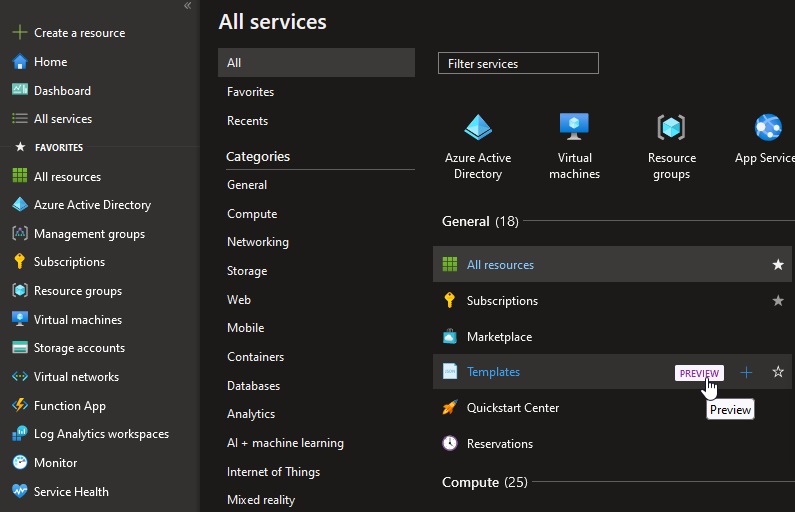 «
Create a resource
Home
Dashboard
All services
FAVORITES
All resources
Azure Active Directory
Management groups
Subscriptions
Resource groups
Virtual machines
Storage accounts
Virtual networks
Function App
Log Analytics workspaces
Monitor
Service Health
All services
All
Favorites
Recents
Categories
General
Compute
Networking
Storage
Web
Mobile
Containers
Databases
Analytics
AI + machine learning
Internet of Things
Mixed reality
Filter services
Azure Active
Directory
Virtual
machines
Resource
groups
App Service
General (18)
All resources
Subscriptions
Marketplace
Templates
PREVIEW
Preview
Quickstart Center
Reservations
Compute (25)